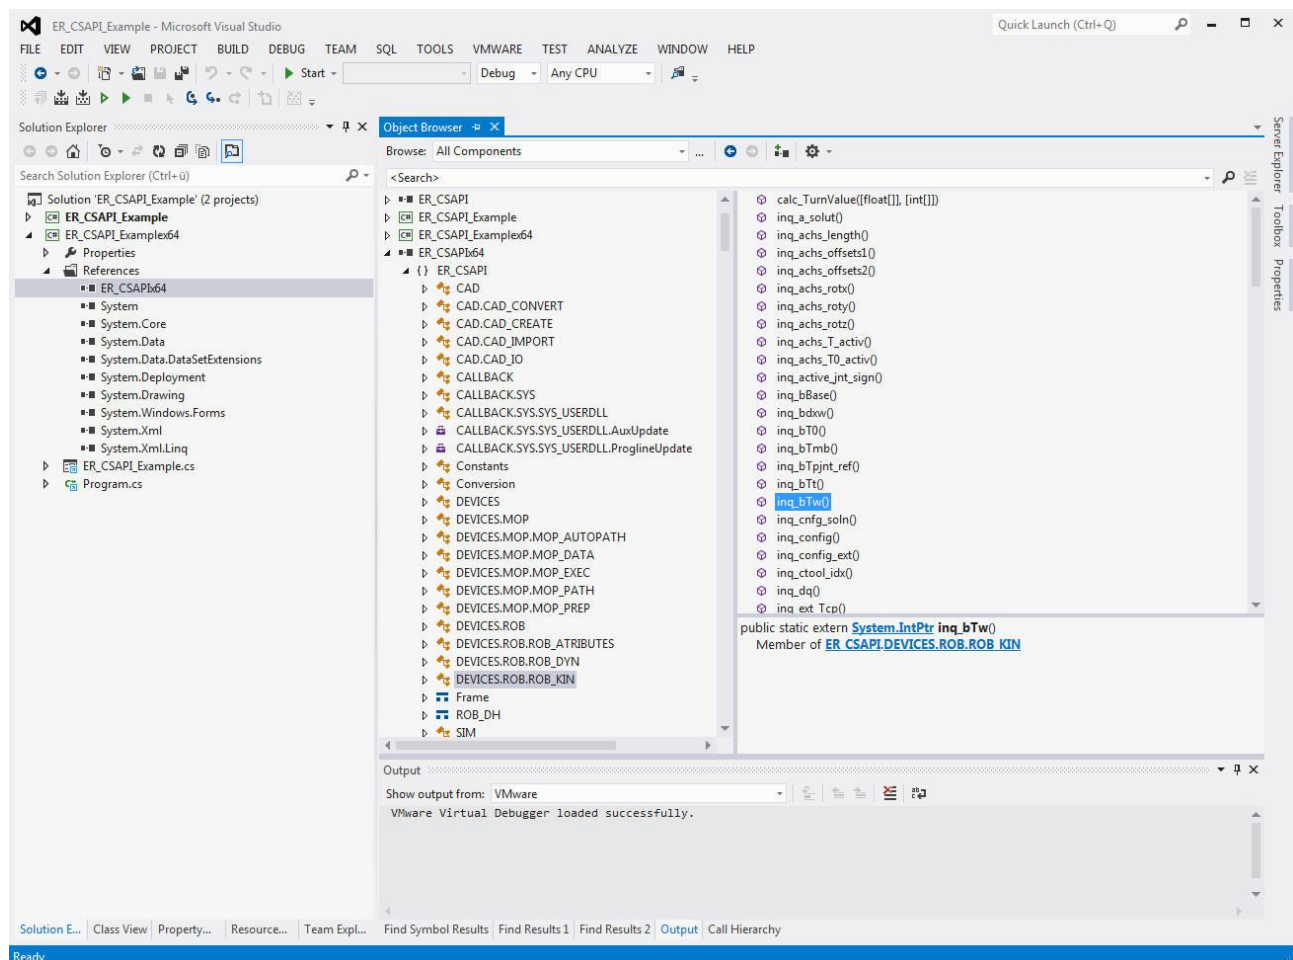 ER_CSAPI_Example - Microsoft Visual Studio
Quick Launch (Ctrl+Q)
FILE EDIT VIEW PROJECT BUILD DEBUG TEAM SQL TOOLS VMWARE TEST ANALYZE WINDOW HELP
Start
Debug
Any CPU
Solution Explorer
Search Solution Explorer (Ctrl+ü)
Solution 'ER_CSAPI_Example' (2 projects)
ER_CSAPI_Example
ER_CSAPI_Examplex64
Properties
References
ER_CSAPIx64
System
System.Core
System.Data
System.Data.DataSetExtensions
System.Deployment
System.Drawing
System.Windows.Forms
System.Xml
System.Xml.Linq
ER_CSAPI_Example.cs
Program.cs
Object Browser
Browse: All Components
...
<Search>
ER_CSAPI
ER_CSAPI_Example
ER_CSAPI_Examplex64
ER_CSAPIx64
{} ER_CSAPI
CAD
CAD.CAD_CONVERT
CAD.CAD_CREATE
CAD.CAD_IMPORT
CAD.CAD_IO
CALLBACK
CALLBACK.SYS
CALLBACK.SYS.SYS_USERDLL
CALLBACK.SYS.SYS_USERDLL.AuxUpdate
CALLBACK.SYS.SYS_USERDLL.ProglineUpdate
Constants
Conversion
DEVICES
DEVICES.MOP
DEVICES.MOP.MOP_AUTOPATH
DEVICES.MOP.MOP_DATA
DEVICES.MOP.MOP_EXEC
DEVICES.MOP.MOP_PATH
DEVICES.MOP.MOP_PREP
DEVICES.ROB
DEVICES.ROB.ROB_ATRIBUTES
DEVICES.ROB.ROB_DYN
DEVICES.ROB.ROB_KIN
Frame
ROB_DH
SIM
calc_TurnValue([float[]], [int[]])
inq_a_solut()
inq_achs_length()
inq_achs_offsets1()
inq_achs_offsets2()
inq_achs_rotx()
inq_achs_roty()
inq_achs_rotz()
inq_achs_T_activ()
inq_achs_T0_activ()
inq_active_jnt_sign()
inq_bBase()
inq_bdxw()
inq_bT0()
inq_bTmb()
inq_bTpjnt_ref()
inq_bTt()
inq_bTw()
inq_cnfg_soln()
inq_config()
inq_config_ext()
inq_ctool_idx()
inq_dq()
inq_ext_Tcp()
public static extern System.IntPtr inq_bTw()
Member of ER_CSAPI.DEVICES.ROB.ROB_KIN
Server Explorer
Toolbox
Properties
Output
Show output from: VMware
VMware Virtual Debugger loaded successfully.
Solution E... Class View Property... Resource... Team Expl...
Find Symbol Results Find Results 1 Find Results 2 Output Call Hierarchy
Ready